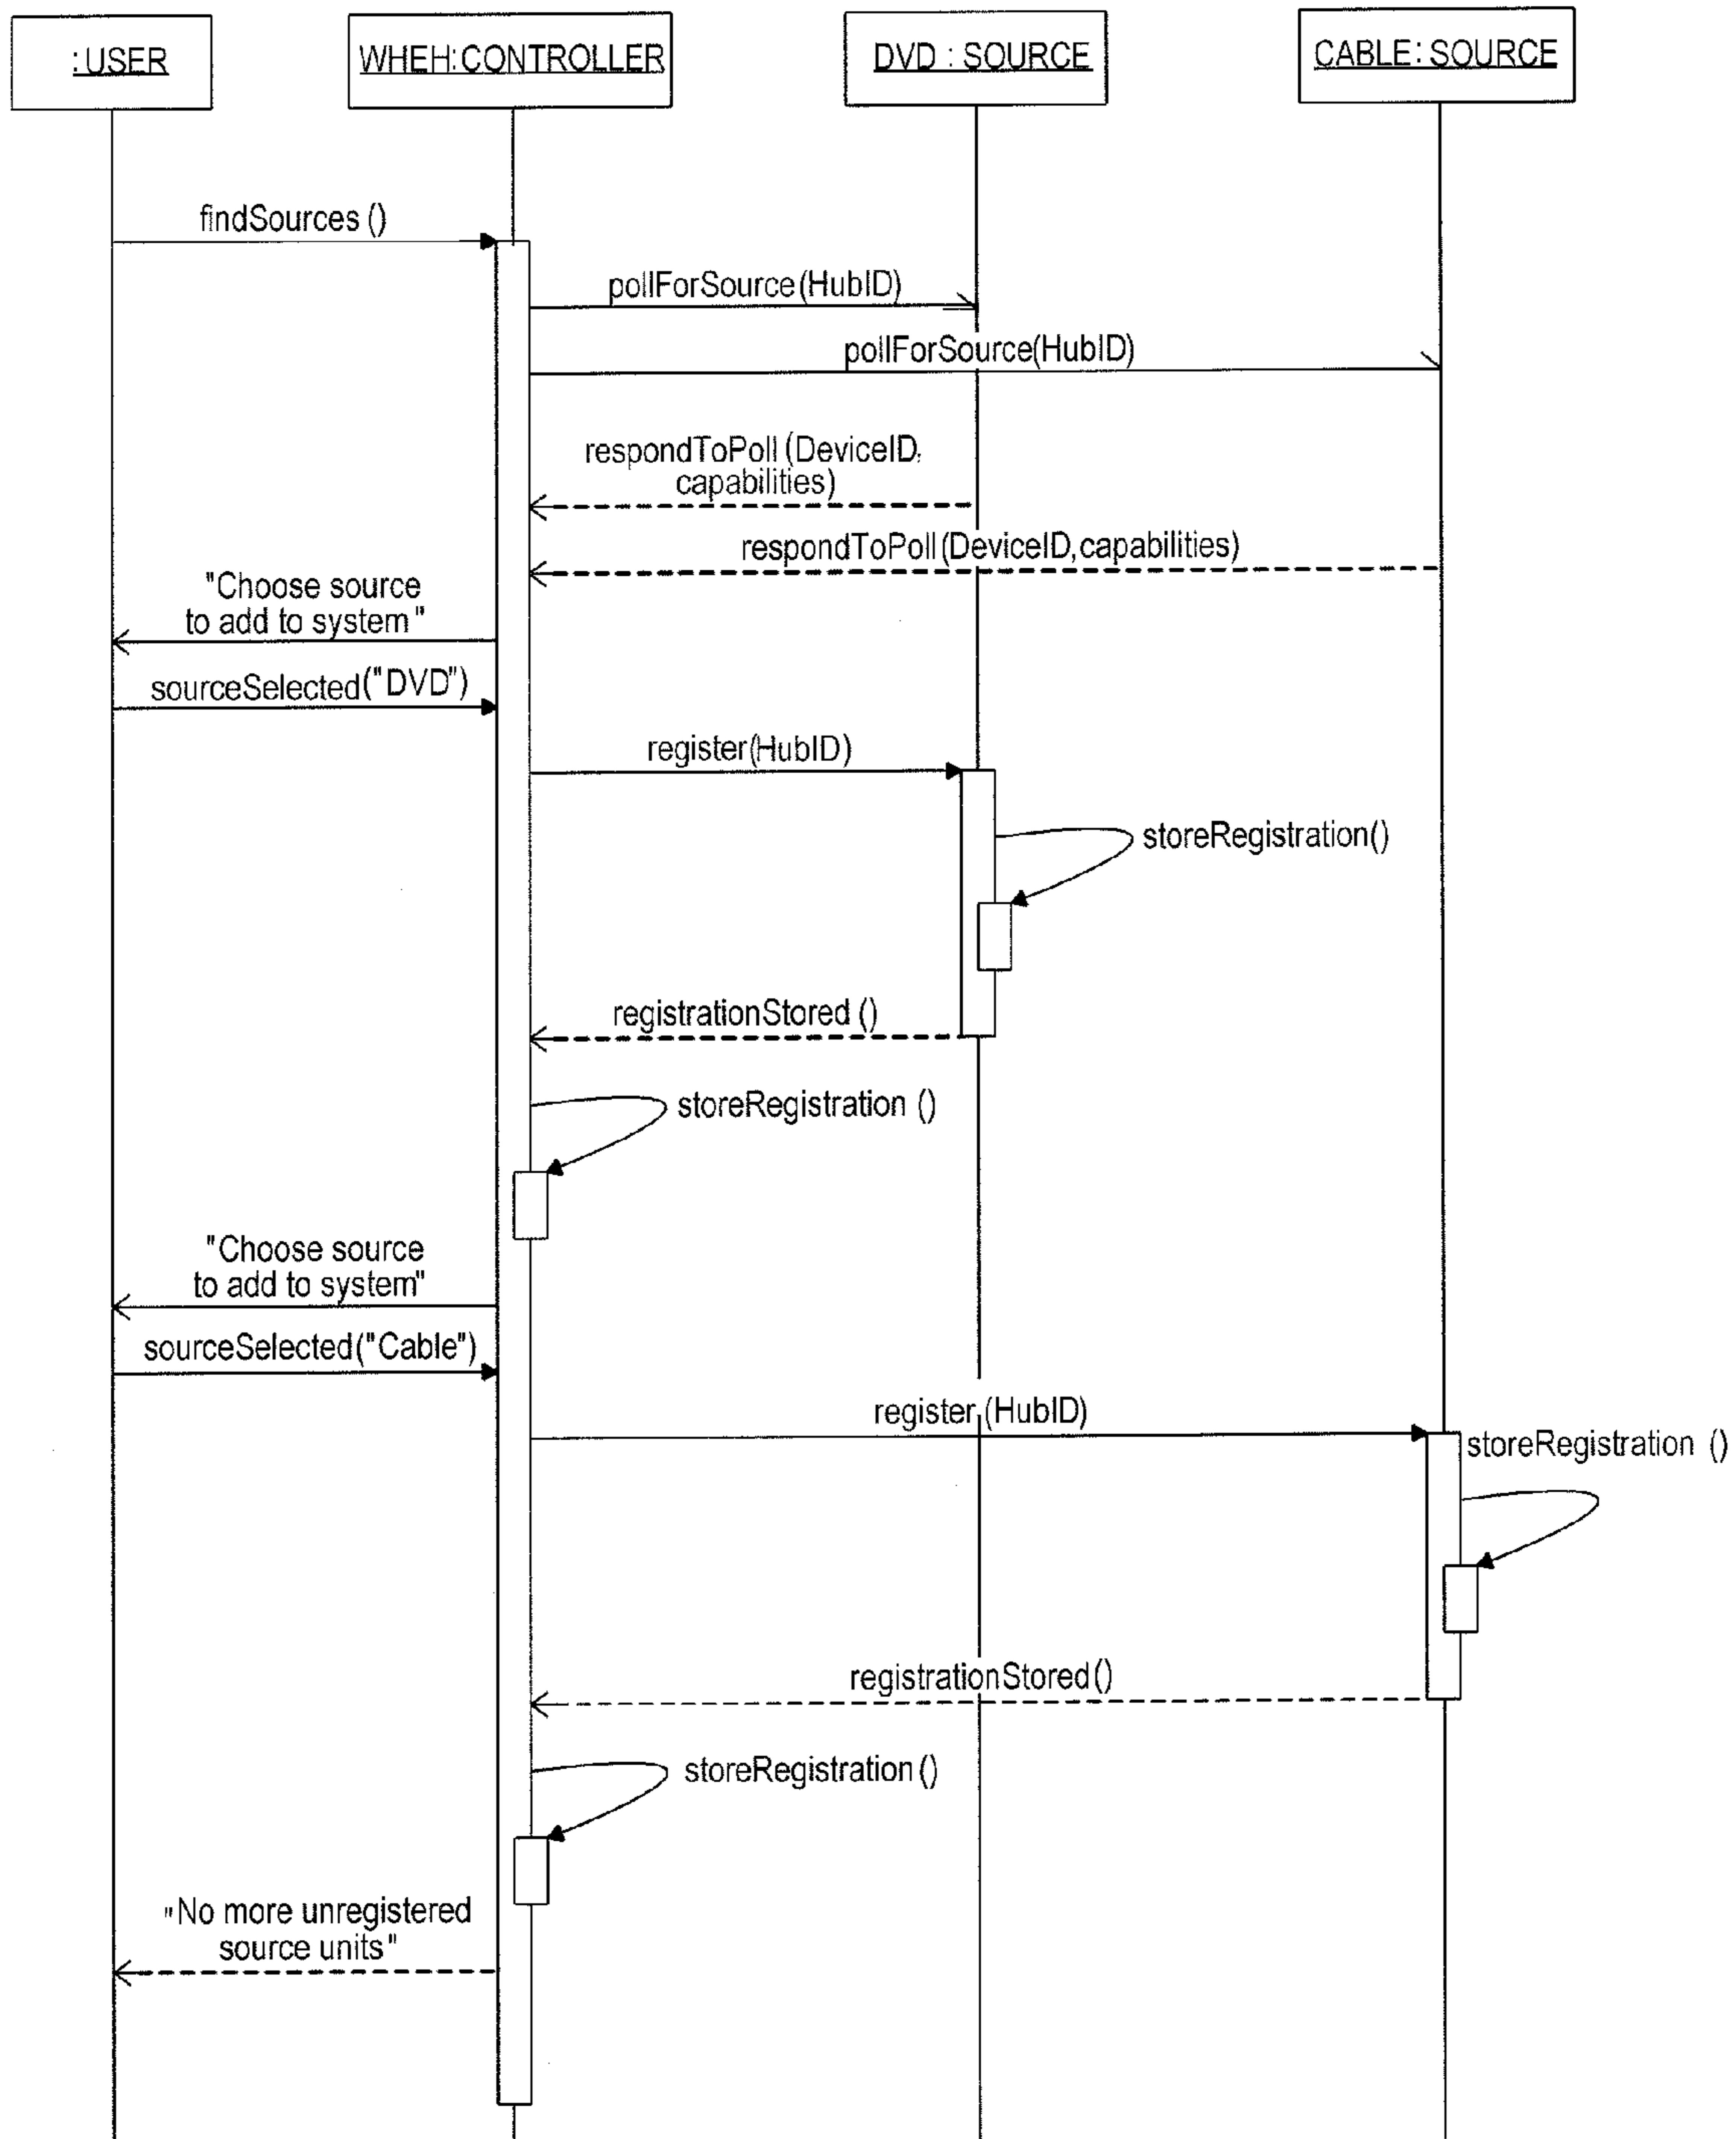 :USER
WHEH:CONTROLLER
DVD : SOURCE
CABLE:SOURCE
findSources ()
pollForSource(HubID)
pollForSource(HubID)
respondToPoll (DeviceID,
capabilities)
respondToPoll(DeviceID,capabilities)
"Choose source
to add to system"
sourceSelected("DVD")
register(HubID)
storeRegistration()
registrationStored ()
storeRegistration ()
"Choose source
to add to system"
sourceSelected("Cable")
register (HubID)
storeRegistration ()
registrationStored()
storeRegistration ()
"No more unregistered
source units"